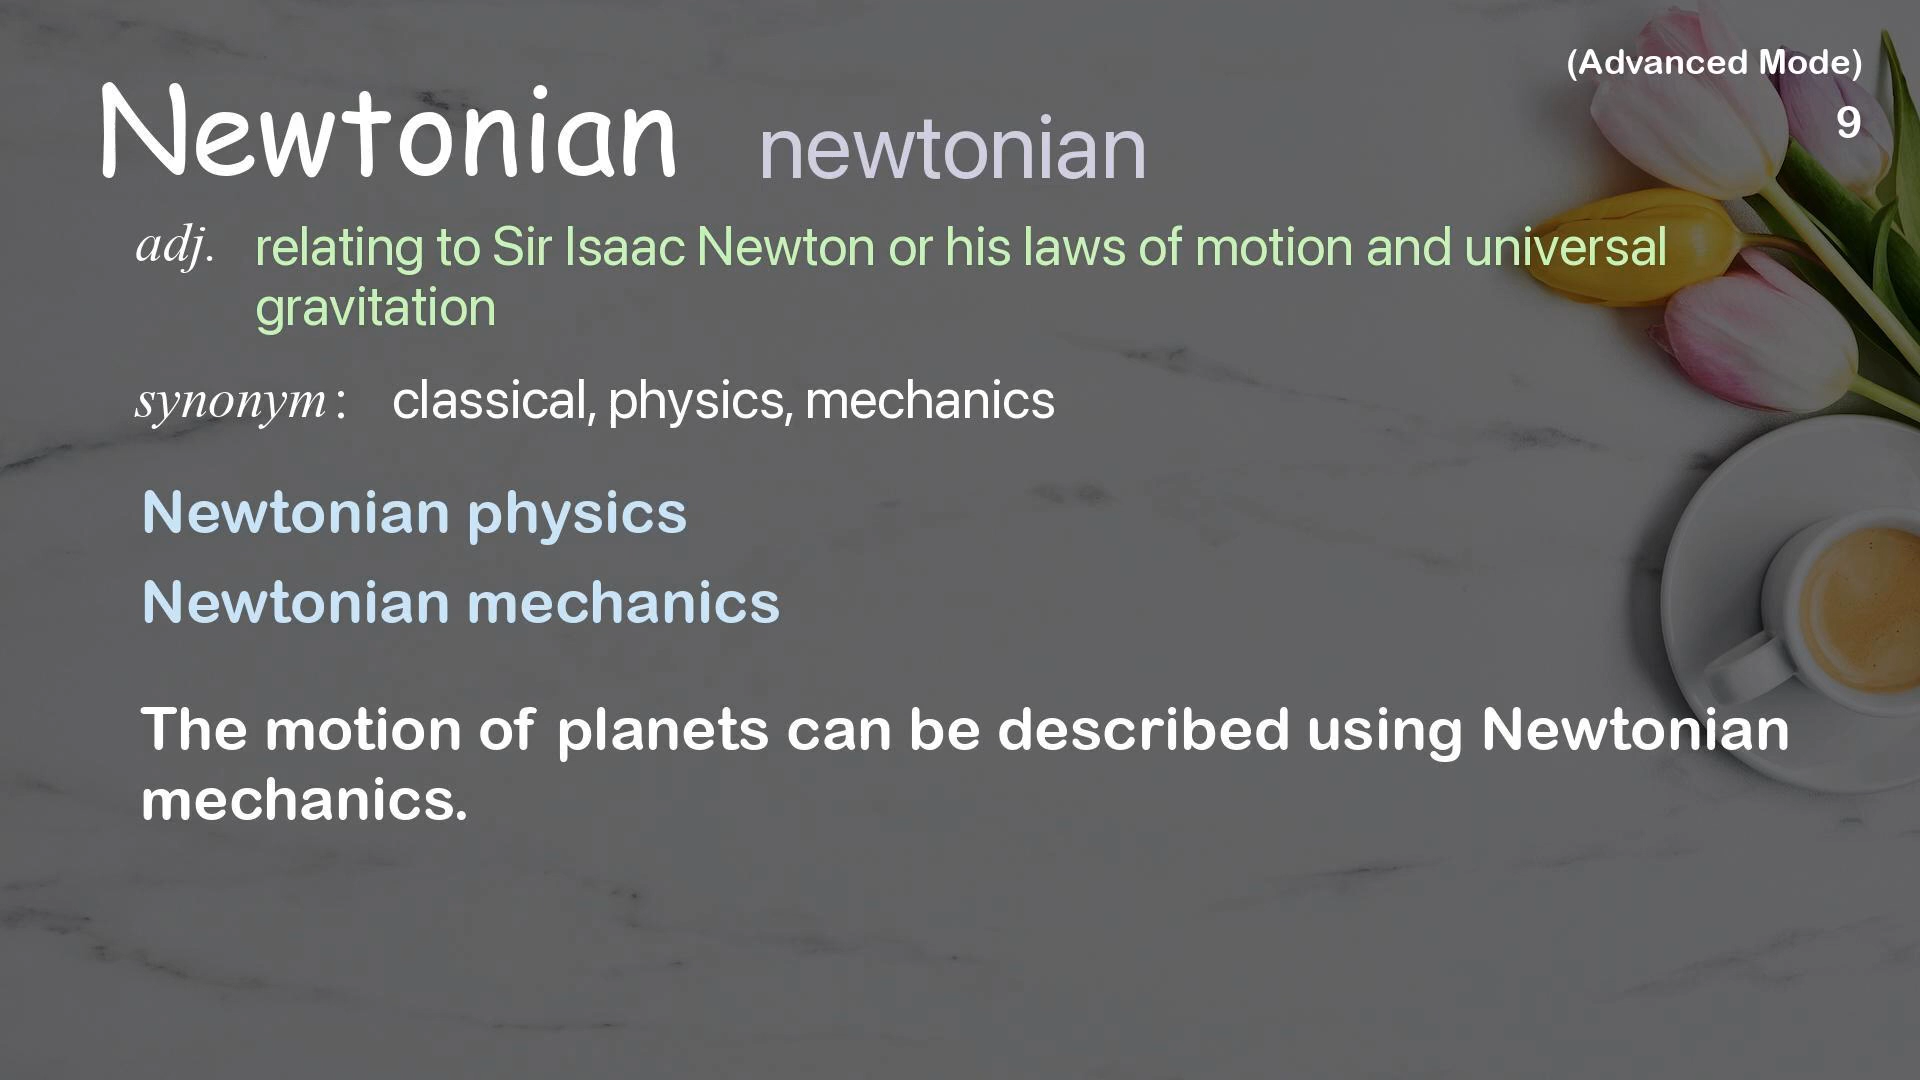 (Advanced Mode)
Newtonian newtonian
9
adj. relating to Sir Isaac Newton or his laws of motion and universal
gravitation
synonym : classical, physics, mechanics
Newtonian physics
Newtonian mechanics
The motion of planets can be described using Newtonian
mechanics.